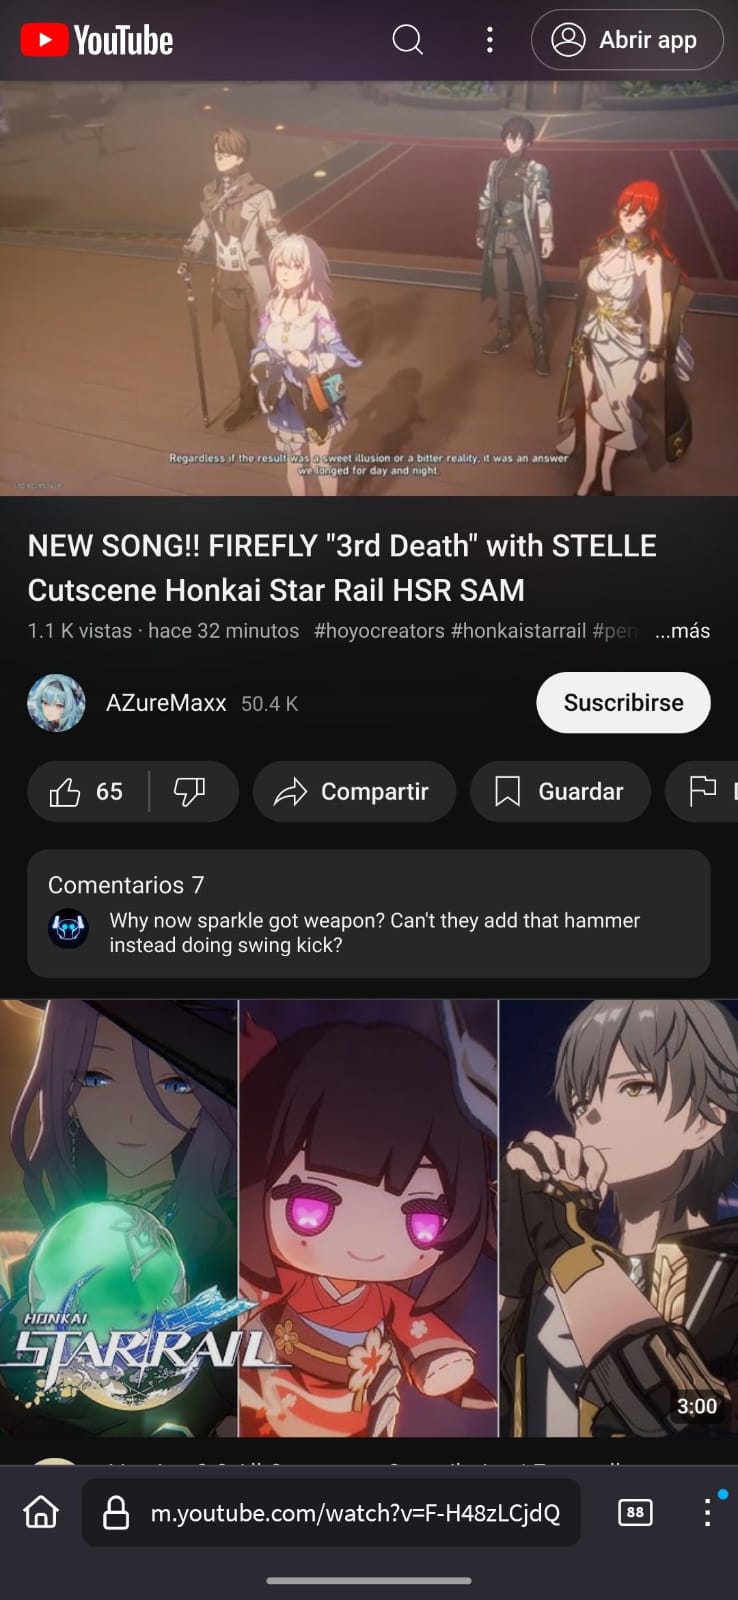 YouTube
Abrir app
Regardless if the result was a sweet illusion or a bitter reality, it was an answer
we longed for day and night.
NEW SONG!! FIREFLY "3rd Death" with STELLE
Cutscene Honkai Star Rail HSR SAM
1.1 K vistas · hace 32 minutos #hoyocreators #honkaistarrail #pen ...más
AZureMaxx 50.4 K
Suscribirse
65
Compartir
Guardar
Comentarios 7
Why now sparkle got weapon? Can't they add that hammer
instead doing swing kick?
HONKAI
STAR RAIL
3:00
m.youtube.com/watch?v=F-H48zLCjdQ
88